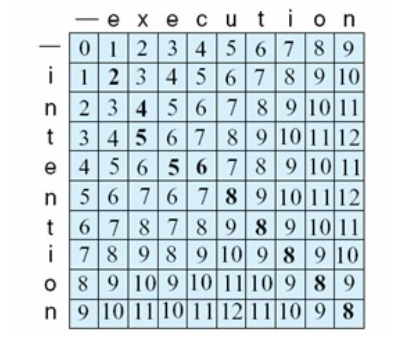 — e x e c u t i o n
— 0 1 2 3 4 5 6 7 8 9
i 1 2 3 4 5 6 7 8 9 10
n 2 3 4 5 6 7 8 9 10 11
t 3 4 5 6 7 8 9 10 11 12
e 4 5 6 5 6 7 8 9 10 11
n 5 6 7 6 7 8 9 10 11 12
t 6 7 8 7 8 9 8 9 10 11
i 7 8 9 8 9 10 9 8 9 10
o 8 9 10 9 10 11 10 9 8 9
n 9 10 11 10 11 12 11 10 9 8